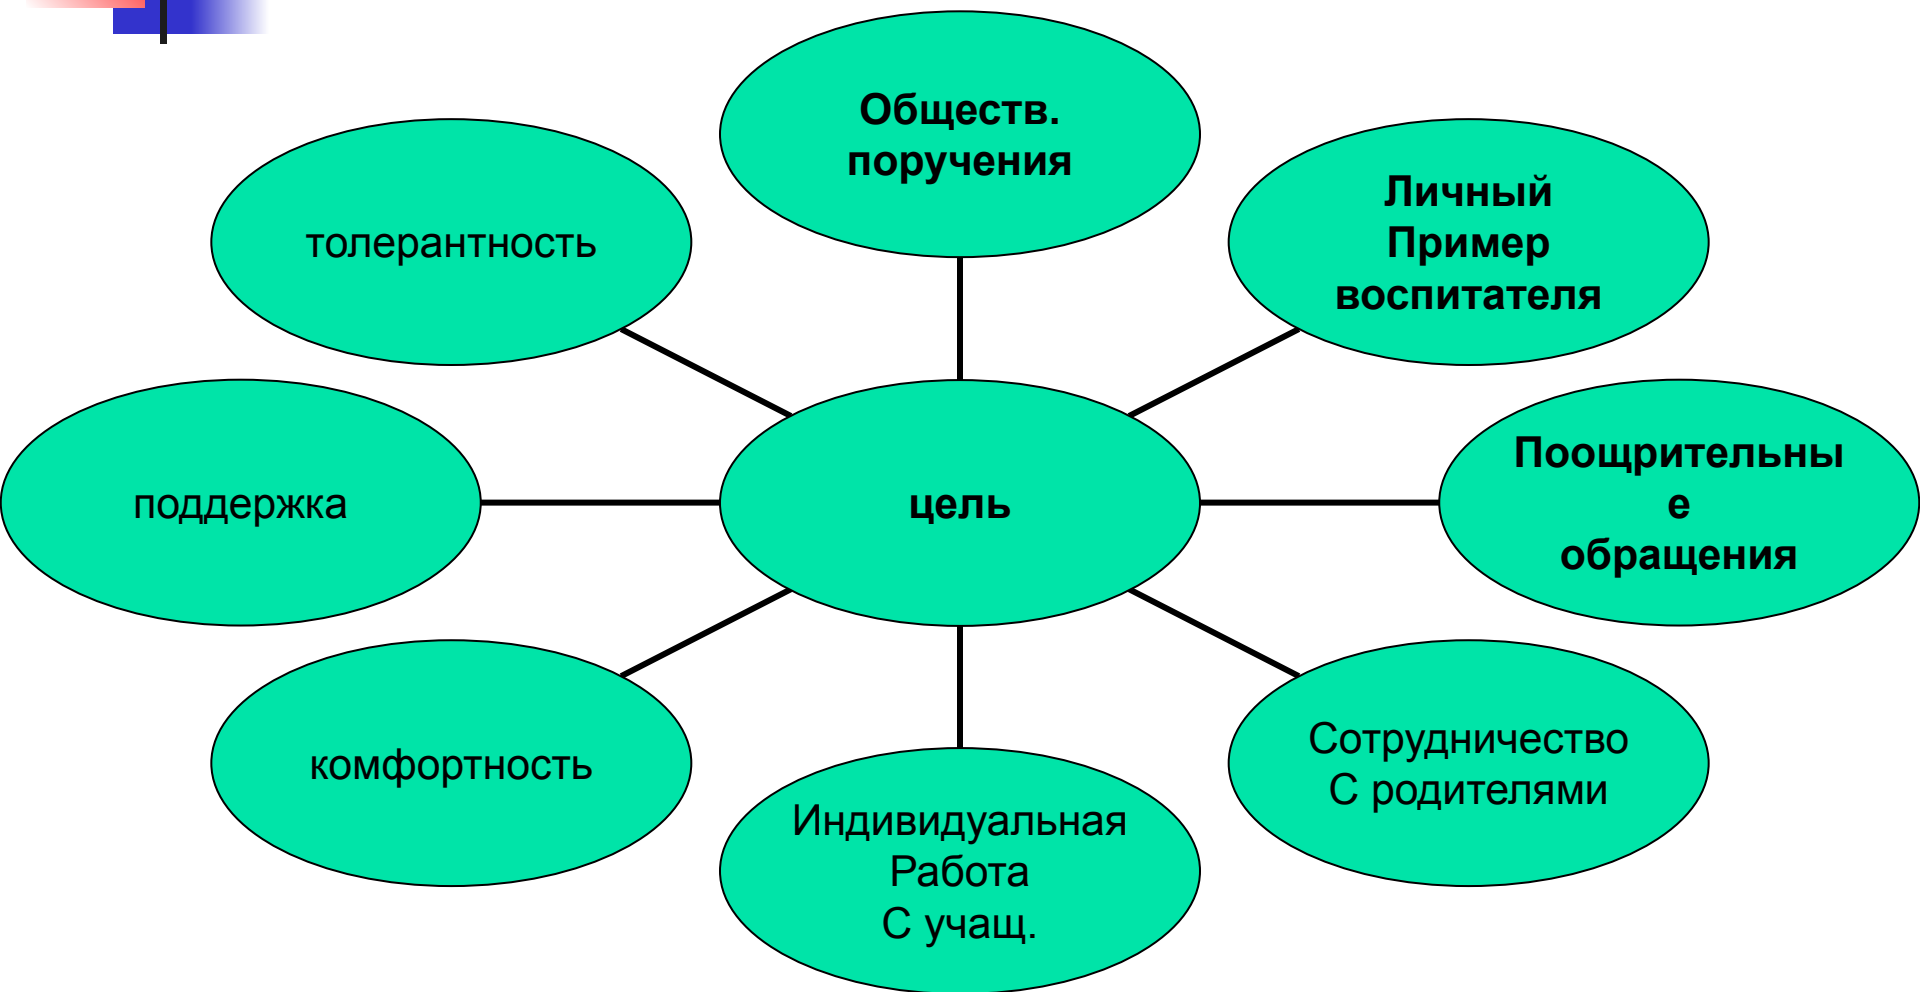 Обществ.
поручения
Личный
Пример
воспитателя
Поощрительны
е
обращения
Сотрудничество
С родителями
Индивидуальная
Работа
С учащ.
комфортность
поддержка
толерантность
цель